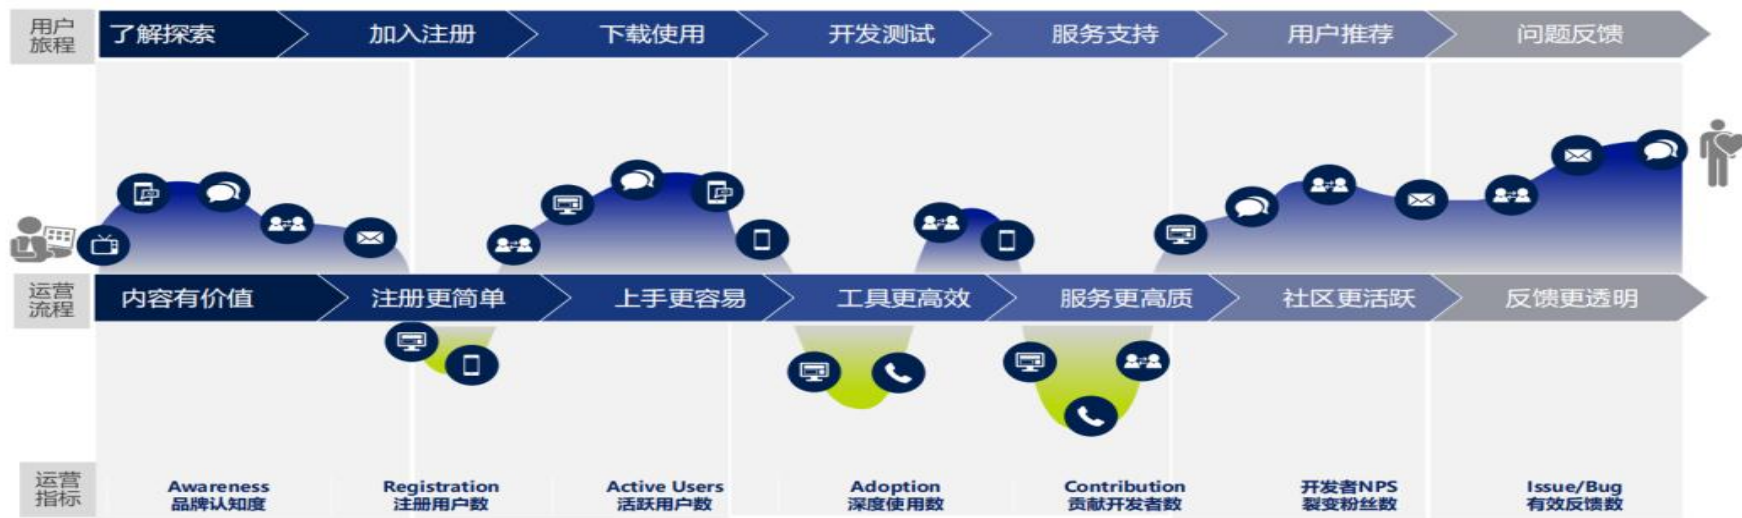 用户
旅程
了解探索
加入注册
下载使用
开发测试
服务支持
用户推荐
问题反馈
运营
流程
内容有价值
注册更简单
上手更容易
工具更高效
服务更高质
社区更活跃
反馈更透明
运营
指标
Awareness
品牌认知度
Registration
注册用户数
Active Users
活跃用户数
Adoption
深度使用数
Contribution
贡献开发者数
开发者NPS
裂变粉丝数
Issue/Bug
有效反馈数